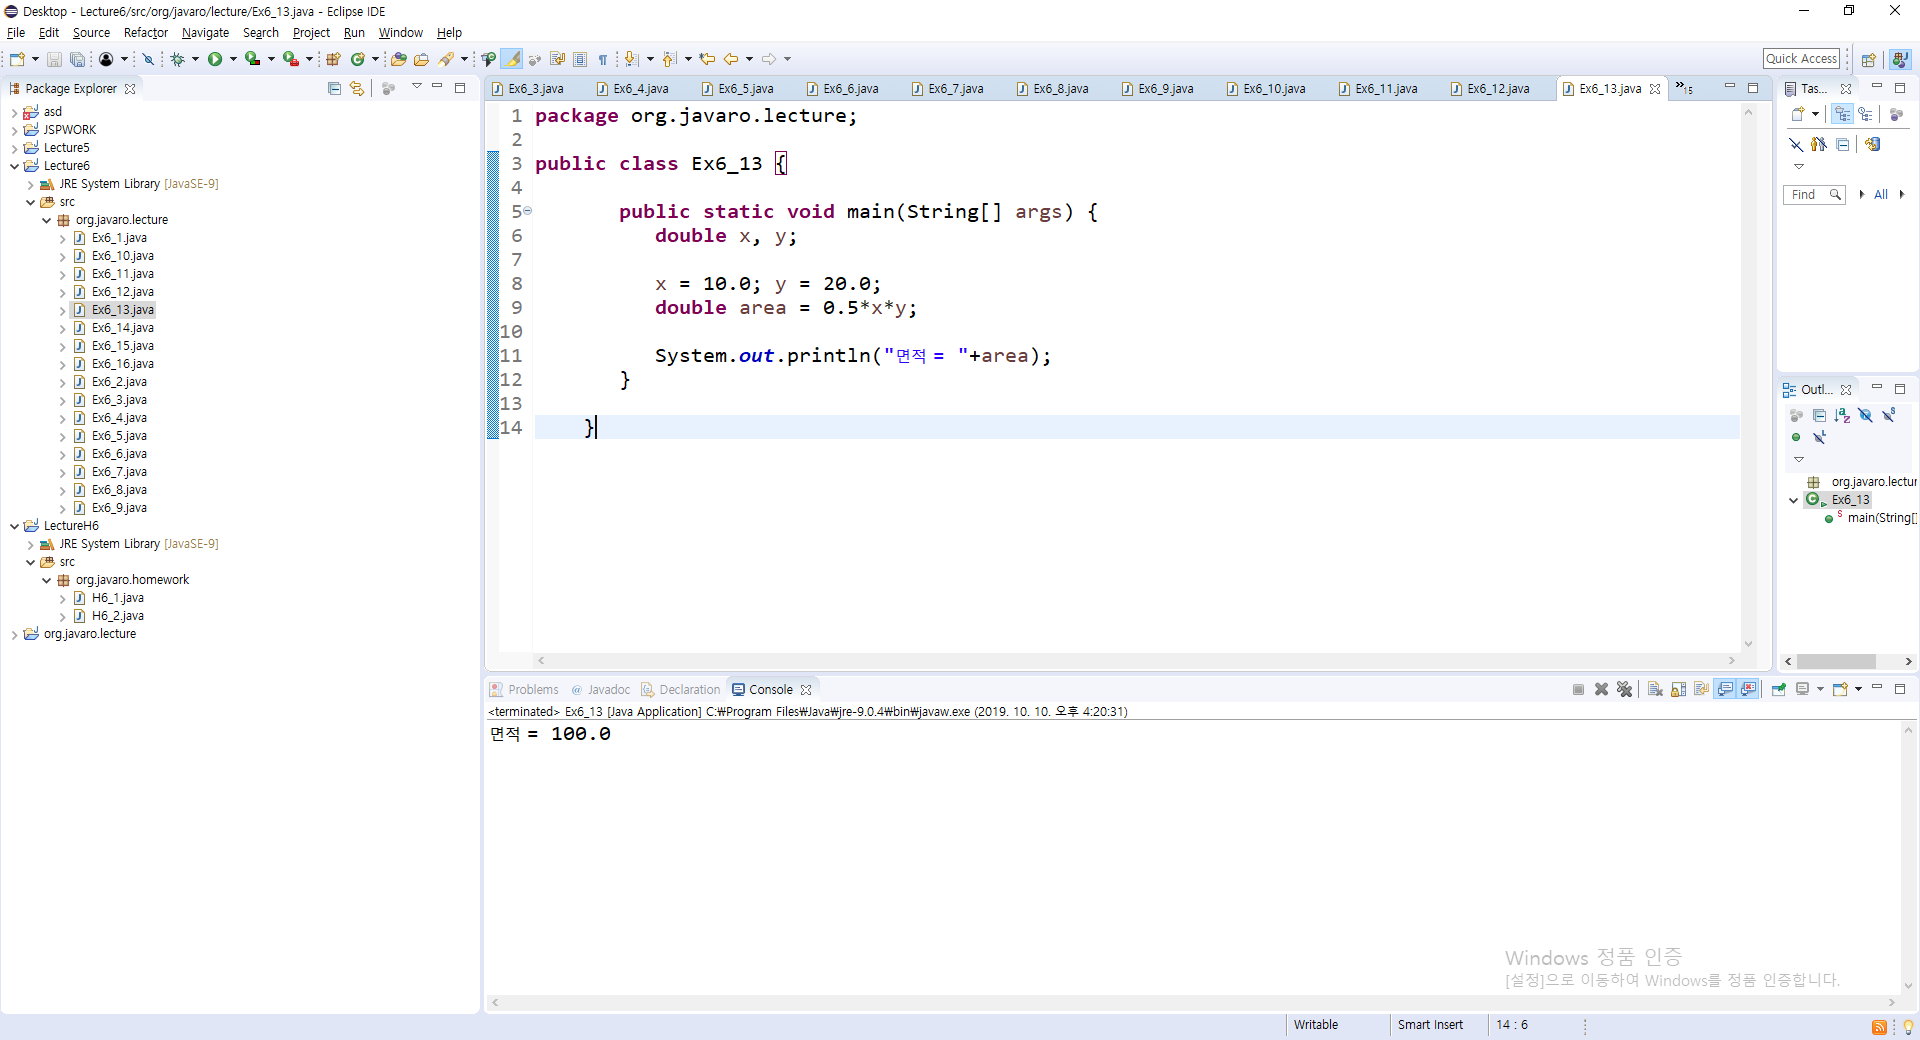 Desktop - Lecture6/src/org/javaro/lecture/Ex6_13.java - Eclipse IDE
File Edit Source Refactor Navigate Search Project Run Window Help
Quick Access
Package Explorer
asd
JSPWORK
Lecture5
Lecture6
JRE System Library [JavaSE-9]
src
org.javaro.lecture
Ex6_1.java
Ex6_10.java
Ex6_11.java
Ex6_12.java
Ex6_13.java
Ex6_14.java
Ex6_15.java
Ex6_16.java
Ex6_2.java
Ex6_3.java
Ex6_4.java
Ex6_5.java
Ex6_6.java
Ex6_7.java
Ex6_8.java
Ex6_9.java
LectureH6
JRE System Library [JavaSE-9]
src
org.javaro.homework
H6_1.java
H6_2.java
org.javaro.lecture
Ex6_3.java Ex6_4.java Ex6_5.java Ex6_6.java Ex6_7.java Ex6_8.java Ex6_9.java Ex6_10.java Ex6_11.java Ex6_12.java Ex6_13.java »15
1 package org.javaro.lecture;
2
3 public class Ex6_13 {
4
5 public static void main(String[] args) {
6 double x, y;
7
8 x = 10.0; y = 20.0;
9 double area = 0.5*x*y;
10
11 System.out.println("면적 = "+area);
12 }
13
14 }
Tas...
Find All
Outl...
org.javaro.lectur
Ex6_13
S main(String[]
Problems @ Javadoc Declaration Console
<terminated> Ex6_13 [Java Application] C:₩Program Files₩Java₩jre-9.0.4₩bin₩javaw.exe (2019. 10. 10. 오후 4:20:31)
면적 = 100.0
Windows 정품 인증
[설정]으로 이동하여 Windows를 정품 인증합니다.
Writable Smart Insert 14 : 6